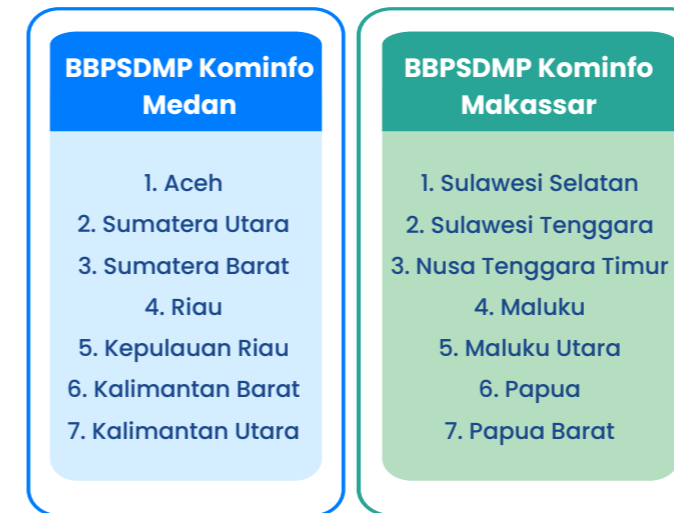 BBPSDMP Kominfo
Medan
1. Aceh
2. Sumatera Utara
3. Sumatera Barat
4. Riau
5. Kepulauan Riau
6. Kalimantan Barat
7. Kalimantan Utara
BBPSDMP Kominfo
Makassar
1. Sulawesi Selatan
2. Sulawesi Tenggara
3. Nusa Tenggara Timur
4. Maluku
5. Maluku Utara
6. Papua
7. Papua Barat